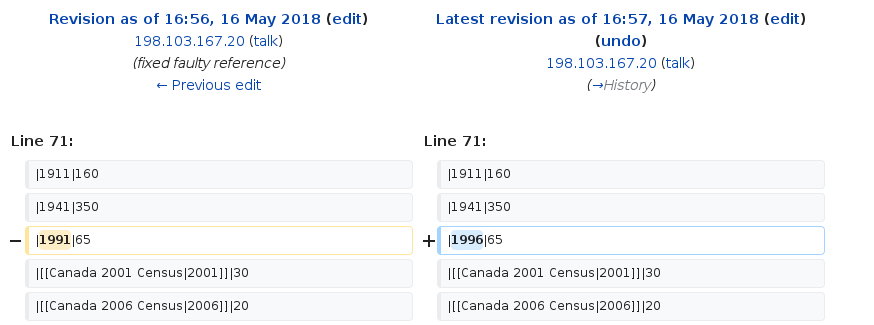 Revision as of 16:56, 16 May 2018 (edit)
198.103.167.20 (talk)
(fixed faulty reference)
← Previous edit
Latest revision as of 16:57, 16 May 2018 (edit)
(undo)
198.103.167.20 (talk)
(→History)
Line 71:
Line 71:
|1911|160
|1911|160
|1941|350
|1941|350
− |1991|65
+ |1996|65
|[[Canada 2001 Census|2001]]|30
|[[Canada 2001 Census|2001]]|30
|[[Canada 2006 Census|2006]]|20
|[[Canada 2006 Census|2006]]|20